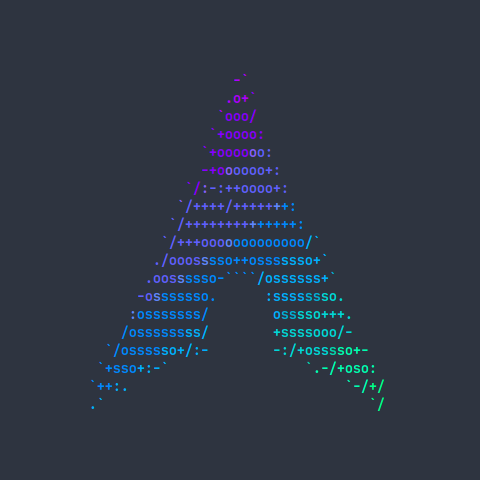 -`
                  .o+`
                 `ooo/
                `+oooo:
               `+oooooo:
               -+oooooo+:
             `/:-:++oooo+:
            `/++++/+++++++:
           `/++++++++++++++:
          `/+++ooooooooooooo/`
         ./ooosssso++osssssso+`
        .oossssso-````/ossssss+`
       -osssssso.      :ssssssso.
      :osssssss/        osssso+++.
     /ossssssss/        +ssssooo/-
   `/ossssso+/:-        -:/+osssso+-
  `+sso+:-`                 `.-/+oso:
 `++:.                           `-/+/
 .`                                 `/